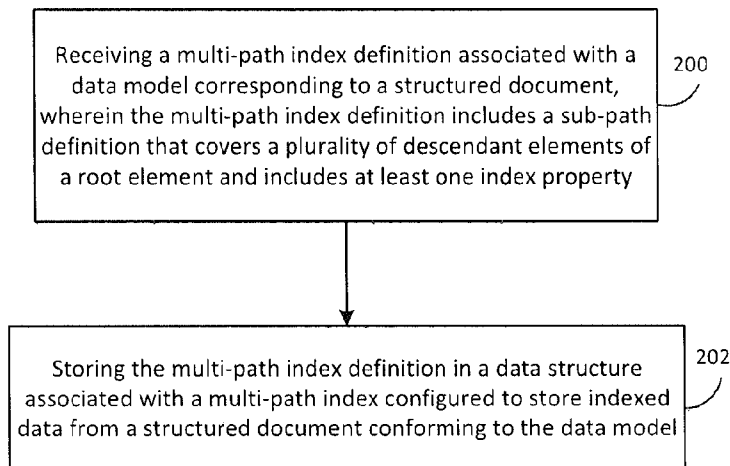 Receiving a multi-path index definition associated with a
data model corresponding to a structured document,
wherein the multi-path index definition includes a sub-path
definition that covers a plurality of descendant elements of
a root element and includes at least one index property
200
Storing the multi-path index definition in a data structure
associated with a multi-path index configured to store indexed
data from a structured document conforming to the data model
202